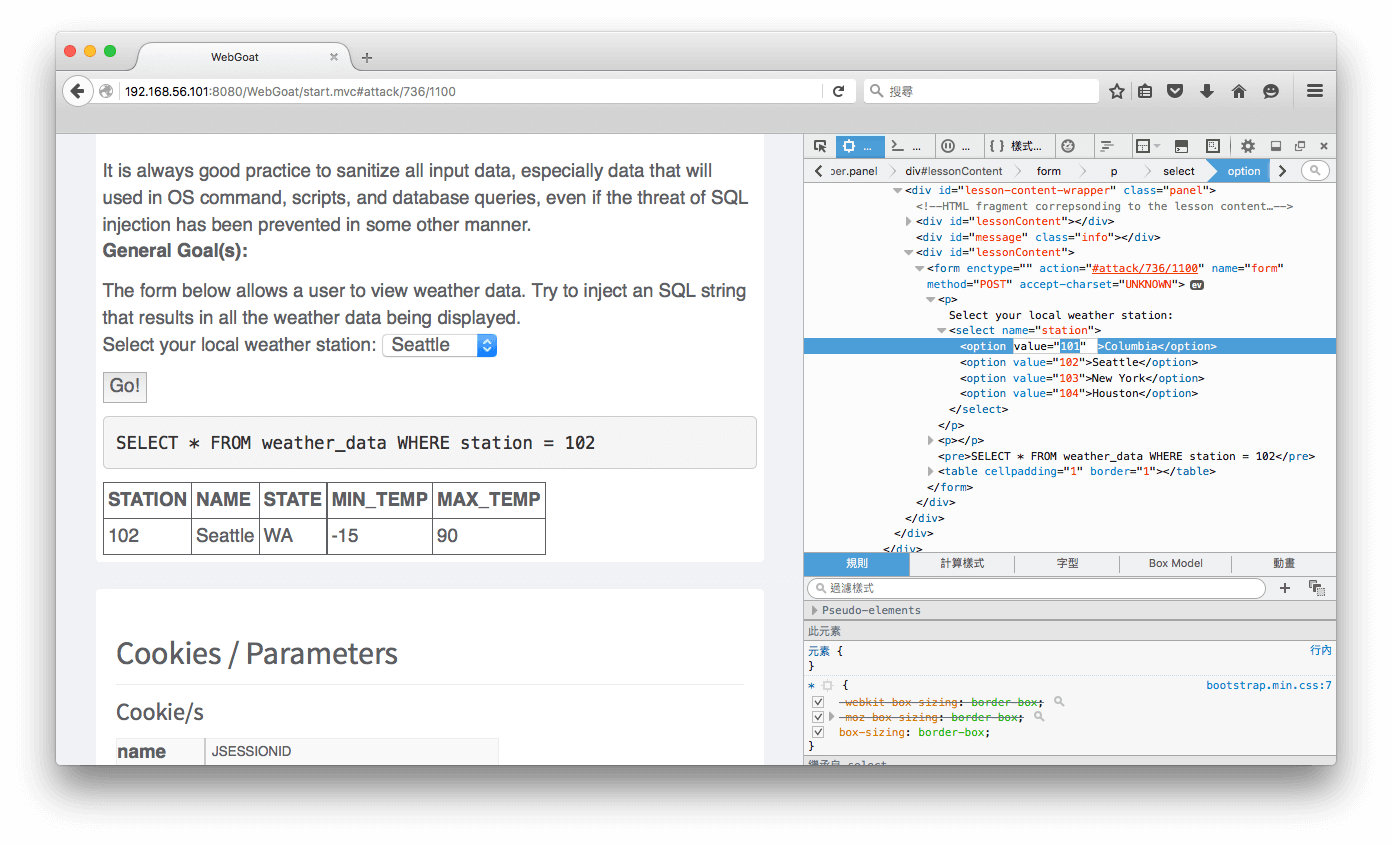 WebGoat
192.168.56.101:8080/WebGoat/start.mvc#attack/736/1100
搜尋
It is always good practice to sanitize all input data, especially data that will
used in OS command, scripts, and database queries, even if the threat of SQL
injection has been prevented in some other manner.
General Goal(s):
The form below allows a user to view weather data. Try to inject an SQL string
that results in all the weather data being displayed.
Select your local weather station: Seattle
Go!
SELECT * FROM weather_data WHERE station = 102
STATION NAME STATE MIN_TEMP MAX_TEMP
102 Seattle WA -15 90
Cookies / Parameters
Cookie/s
name JSESSIONID
... ... ... { } 樣式...
per.panel div#lessonContent form p select option
<div id="lesson-content-wrapper" class="panel">
<!--HTML fragment correpsonding to the lesson content…-->
<div id="lessonContent"></div>
<div id="message" class="info"></div>
<div id="lessonContent">
<form enctype="" action="#attack/736/1100" name="form"
method="POST" accept-charset="UNKNOWN"> ev
<p>
Select your local weather station:
<select name="station">
<option value="101" >Columbia</option>
<option value="102">Seattle</option>
<option value="103">New York</option>
<option value="104">Houston</option>
</select>
</p>
<p></p>
<pre>SELECT * FROM weather_data WHERE station = 102</pre>
<table cellpadding="1" border="1"></table>
</form>
</div>
</div>
</div>
</div>
規則 計算樣式 字型 Box Model 動畫
過濾樣式
Pseudo-elements
此元素
元素 { 行內
}
* { bootstrap.min.css:7
-webkit-box-sizing: border-box;
-moz-box-sizing: border-box;
box-sizing: border-box;
}
繼承自 select